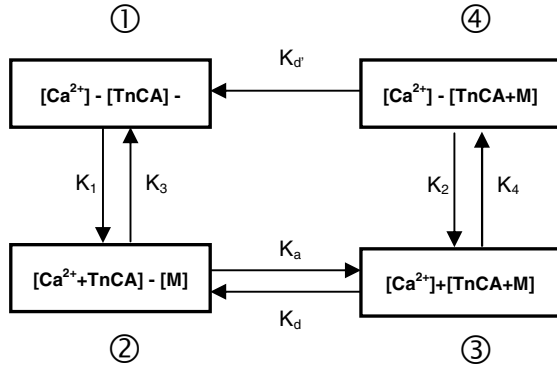 ① ④
K_d'
[Ca²⁺] - [TnCA] -
[Ca²⁺] - [TnCA+M]
K₁ K₃ K₂ K₄
K_a
[Ca²⁺+TnCA] - [M]
[Ca²⁺]+[TnCA+M]
K_d
② ③